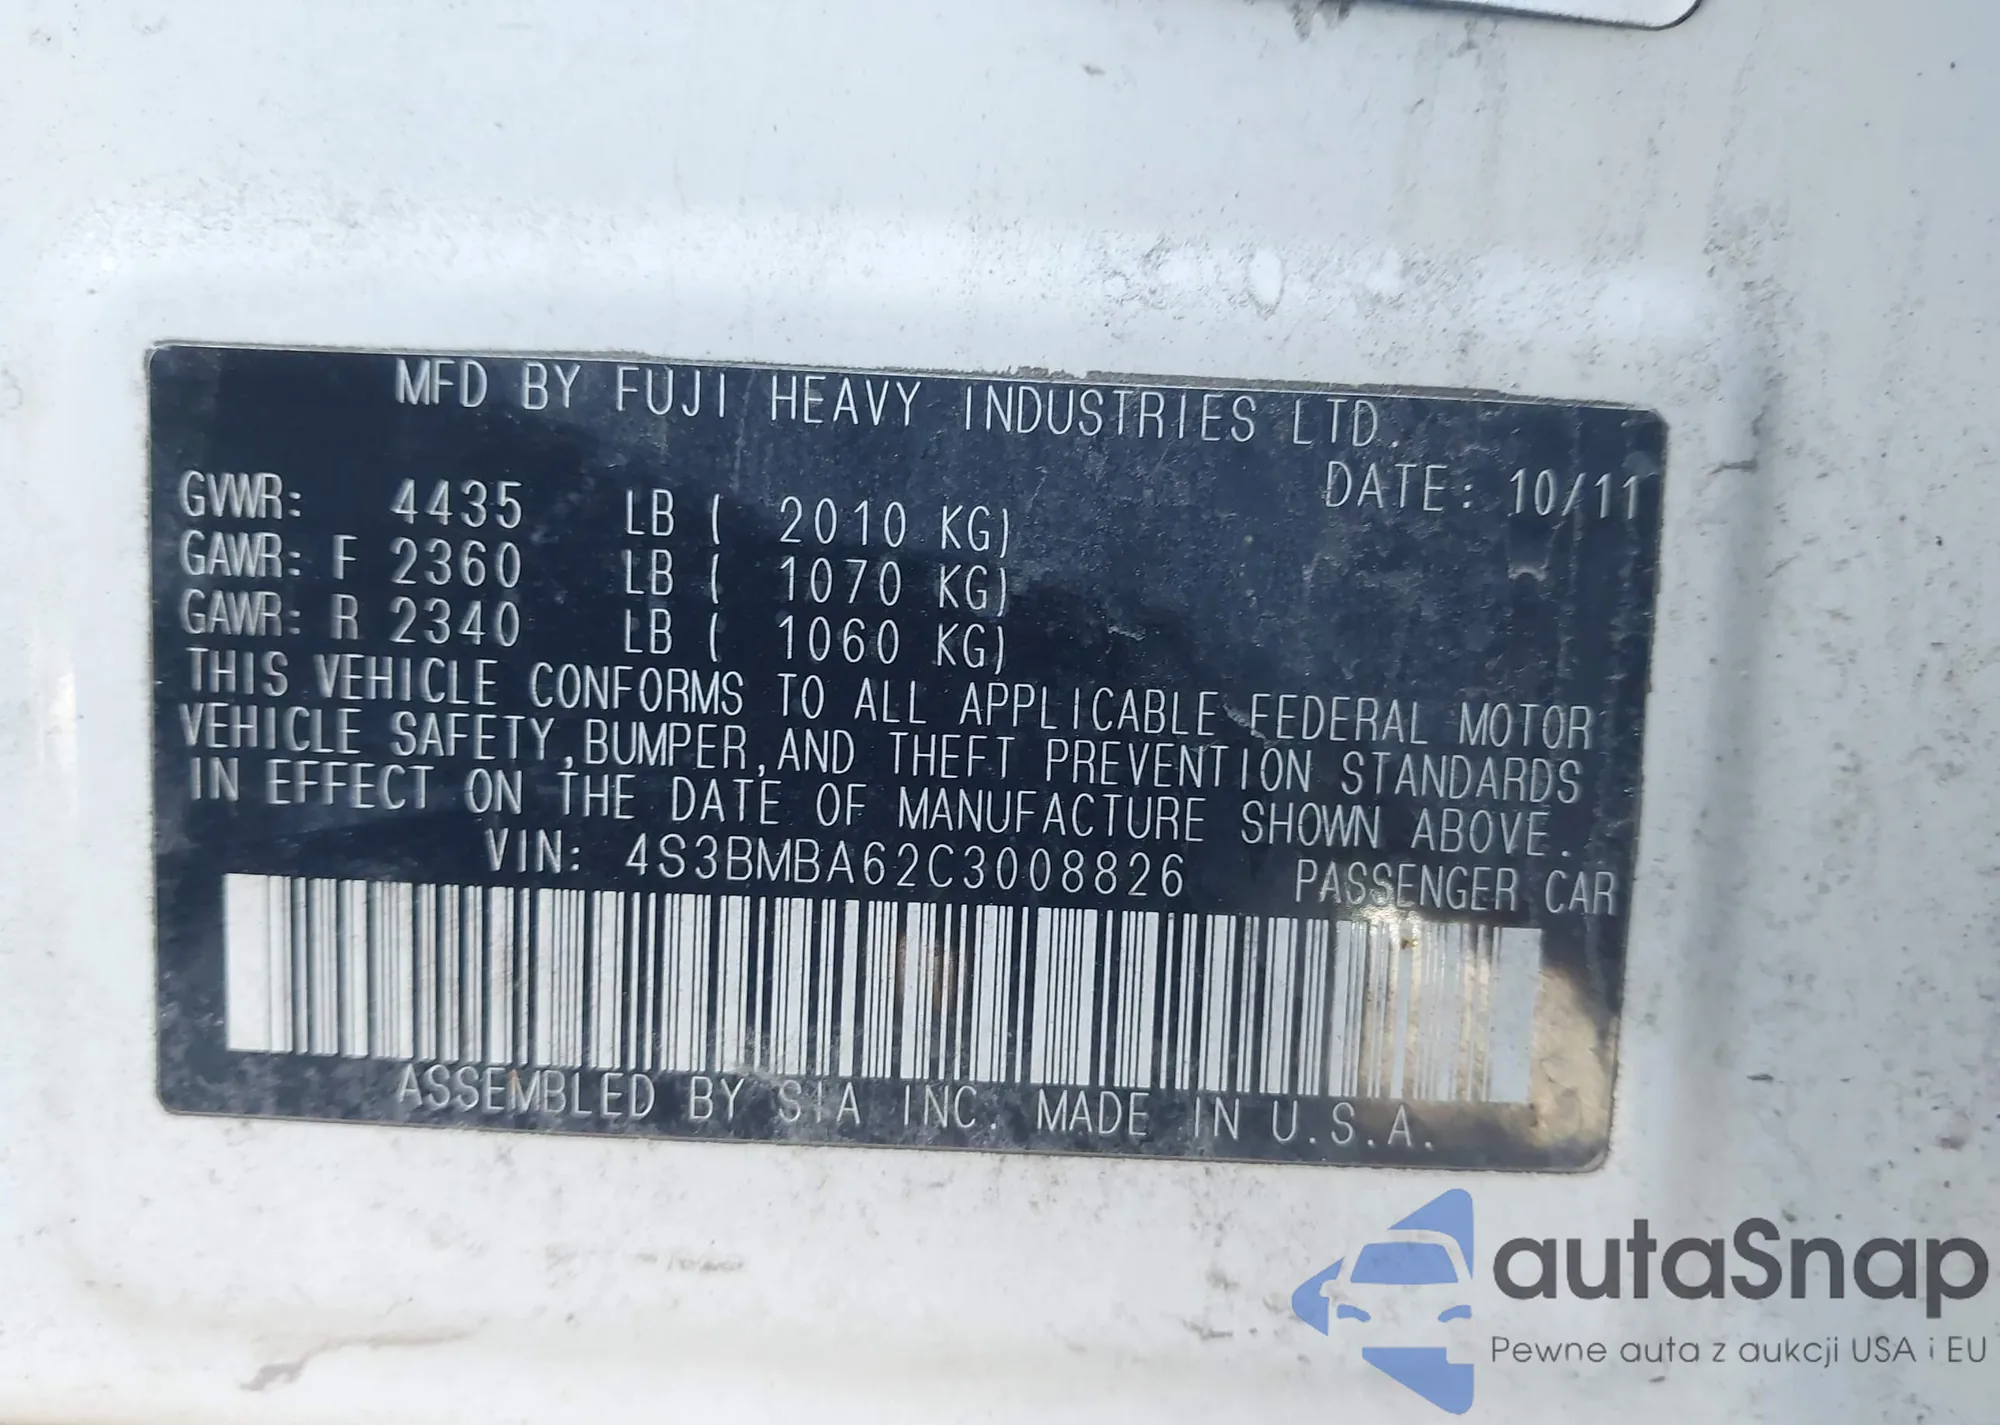 MFD BY FUJI HEAVY INDUSTRIES LTD.
DATE: 10/11
GVWR: 4435 LB ( 2010 KG)
GAWR: F 2360 LB ( 1070 KG)
GAWR: R 2340 LB ( 1060 KG)
THIS VEHICLE CONFORMS TO ALL APPLICABLE FEDERAL MOTOR
VEHICLE SAFETY,BUMPER,AND THEFT PREVENTION STANDARDS
IN EFFECT ON THE DATE OF MANUFACTURE SHOWN ABOVE.
VIN: 4S3BMBA62C3008826 PASSENGER CAR
ASSEMBLED BY SIA INC. MADE IN U.S.A.
autaSnap
Pewne auta z aukcji USA i EU